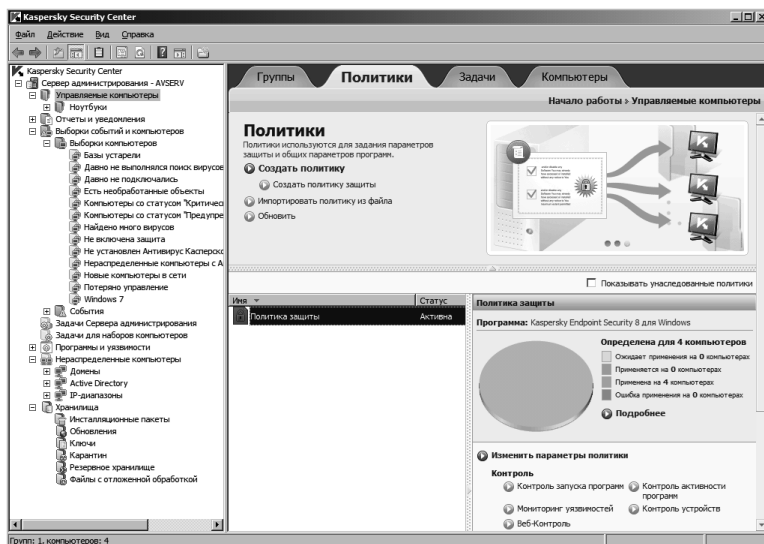 Kaspersky Security Center
Файл Действие Вид Справка
Kaspersky Security Center
Сервер администрирования - AVSERV
Управляемые компьютеры
Ноутбуки
Отчеты и уведомления
Выборки событий и компьютеров
Выборки компьютеров
Базы устарели
Давно не выполнялся поиск вирусов
Давно не подключались
Есть необработанные объекты
Компьютеры со статусом "Критичес
Компьютеры со статусом "Предупре
Найдено много вирусов
Не включена защита
Не установлен Антивирус Касперско
Нераспределенные компьютеры с А
Новые компьютеры в сети
Потеряно управление
Windows 7
События
Задачи Сервера администрирования
Задачи для наборов компьютеров
Программы и уязвимости
Нераспределенные компьютеры
Домены
Active Directory
IP-диапазоны
Хранилища
Инсталляционные пакеты
Обновления
Ключи
Карантин
Резервное хранилище
Файлы с отложенной обработкой
Группы Политики Задачи Компьютеры
Начало работы > Управляемые компьютеры
Политики
Политики используются для задания параметров
защиты и общих параметров программ.
Создать политику
Создать политику защиты
Импортировать политику из файла
Обновить
Показывать унаследованные политики
Имя Статус
Политика защиты Активна
Политика защиты
Программа: Kaspersky Endpoint Security 8 для Windows
Определена для 4 компьютеров
Ожидает применения на 0 компьютерах
Применяется на 0 компьютерах
Применена на 4 компьютерах
Ошибка применения на 0 компьютерах
Подробнее
Изменить параметры политики
Контроль
Контроль запуска программ Контроль активности
программ
Мониторинг уязвимостей Контроль устройств
Веб-Контроль
Групп: 1, компьютеров: 4